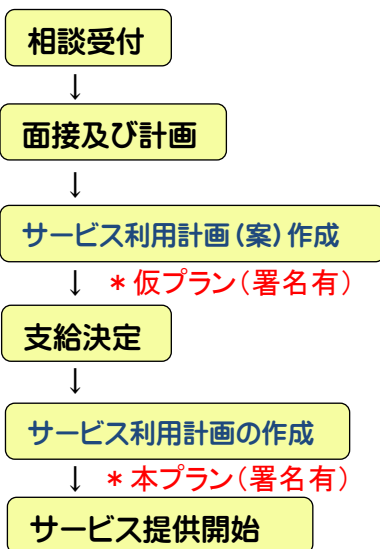 相談受付
↓
面接及び計画
↓
サービス利用計画(案)作成
↓ *仮プラン(署名有)
支給決定
↓
サービス利用計画の作成
↓ *本プラン(署名有)
サービス提供開始